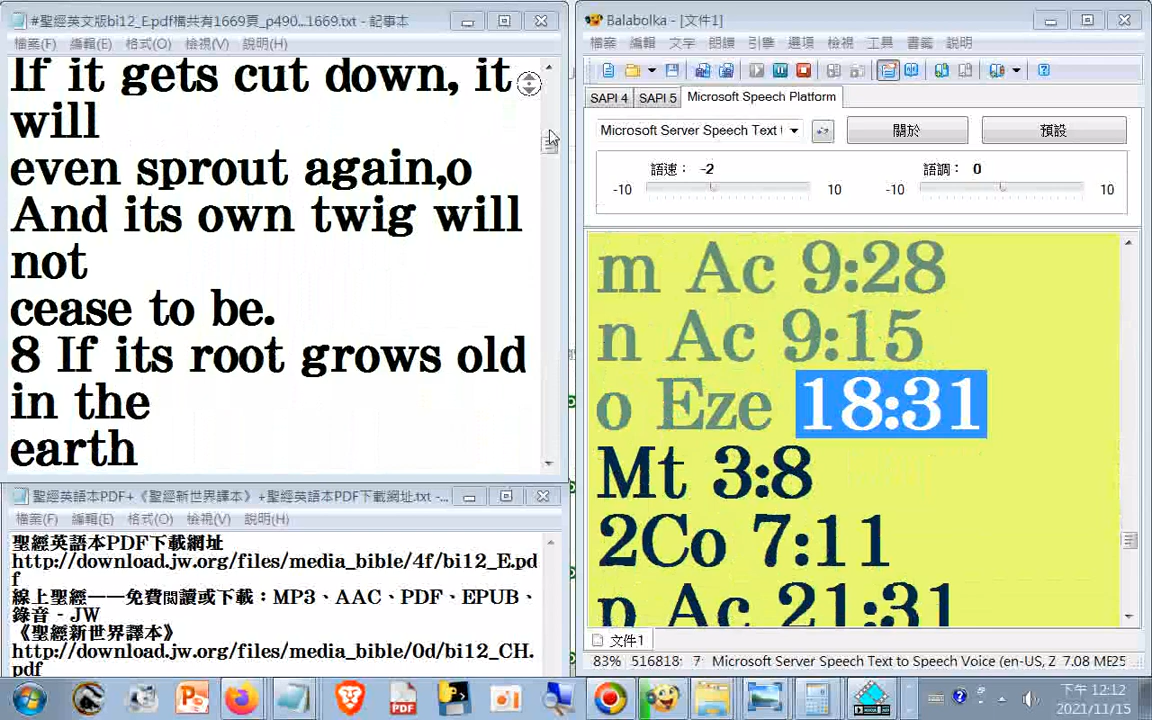 #聖經英文版bi12_E.pdf檔共有1669頁_p490...1669.txt - 記事本
檔案(F) 編輯(E) 格式(O) 檢視(V) 說明(H)
If it gets cut down, it
will
even sprout again,o
And its own twig will
not
cease to be.
8 If its root grows old
in the
earth
聖經英語本PDF+《聖經新世界譯本》+聖經英語本PDF下載網址.txt -...
檔案(F) 編輯(E) 格式(O) 檢視(V) 說明(H)
聖經英語本PDF下載網址
http://download.jw.org/files/media_bible/4f/bi12_E.pd
f
線上聖經——免費閱讀或下載：MP3、AAC、PDF、EPUB、
錄音 - JW
《聖經新世界譯本》
http://download.jw.org/files/media_bible/0d/bi12_CH.
pdf
Balabolka - [文件1]
檔案 編輯 文字 朗讀 引擎 選項 檢視 工具 書籤 說明
SAPI 4 SAPI 5 Microsoft Speech Platform
Microsoft Server Speech Text 關於 預設
語速： -2 語調： 0
-10 10 -10 10
m Ac 9:28
n Ac 9:15
o Eze 18:31
Mt 3:8
2Co 7:11
p Ac 21:31
文件1
83% 516818: 7 Microsoft Server Speech Text to Speech Voice (en-US, Z 7.08 ME25
PDF
下午 12:12
2021/11/15